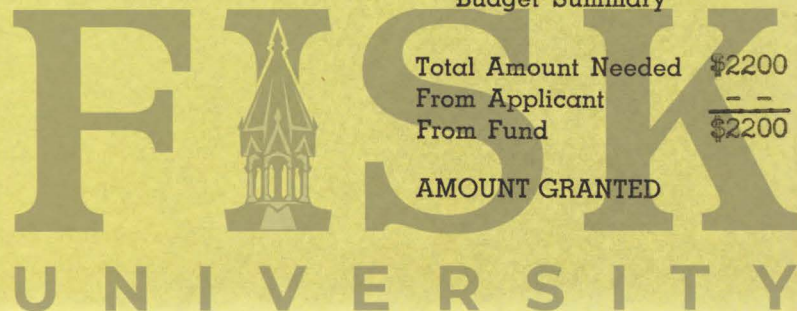 Budget Summary
Total Amount Needed $2200
From Applicant - -
From Fund $2200
AMOUNT GRANTED
FISK
UNIVERSITY